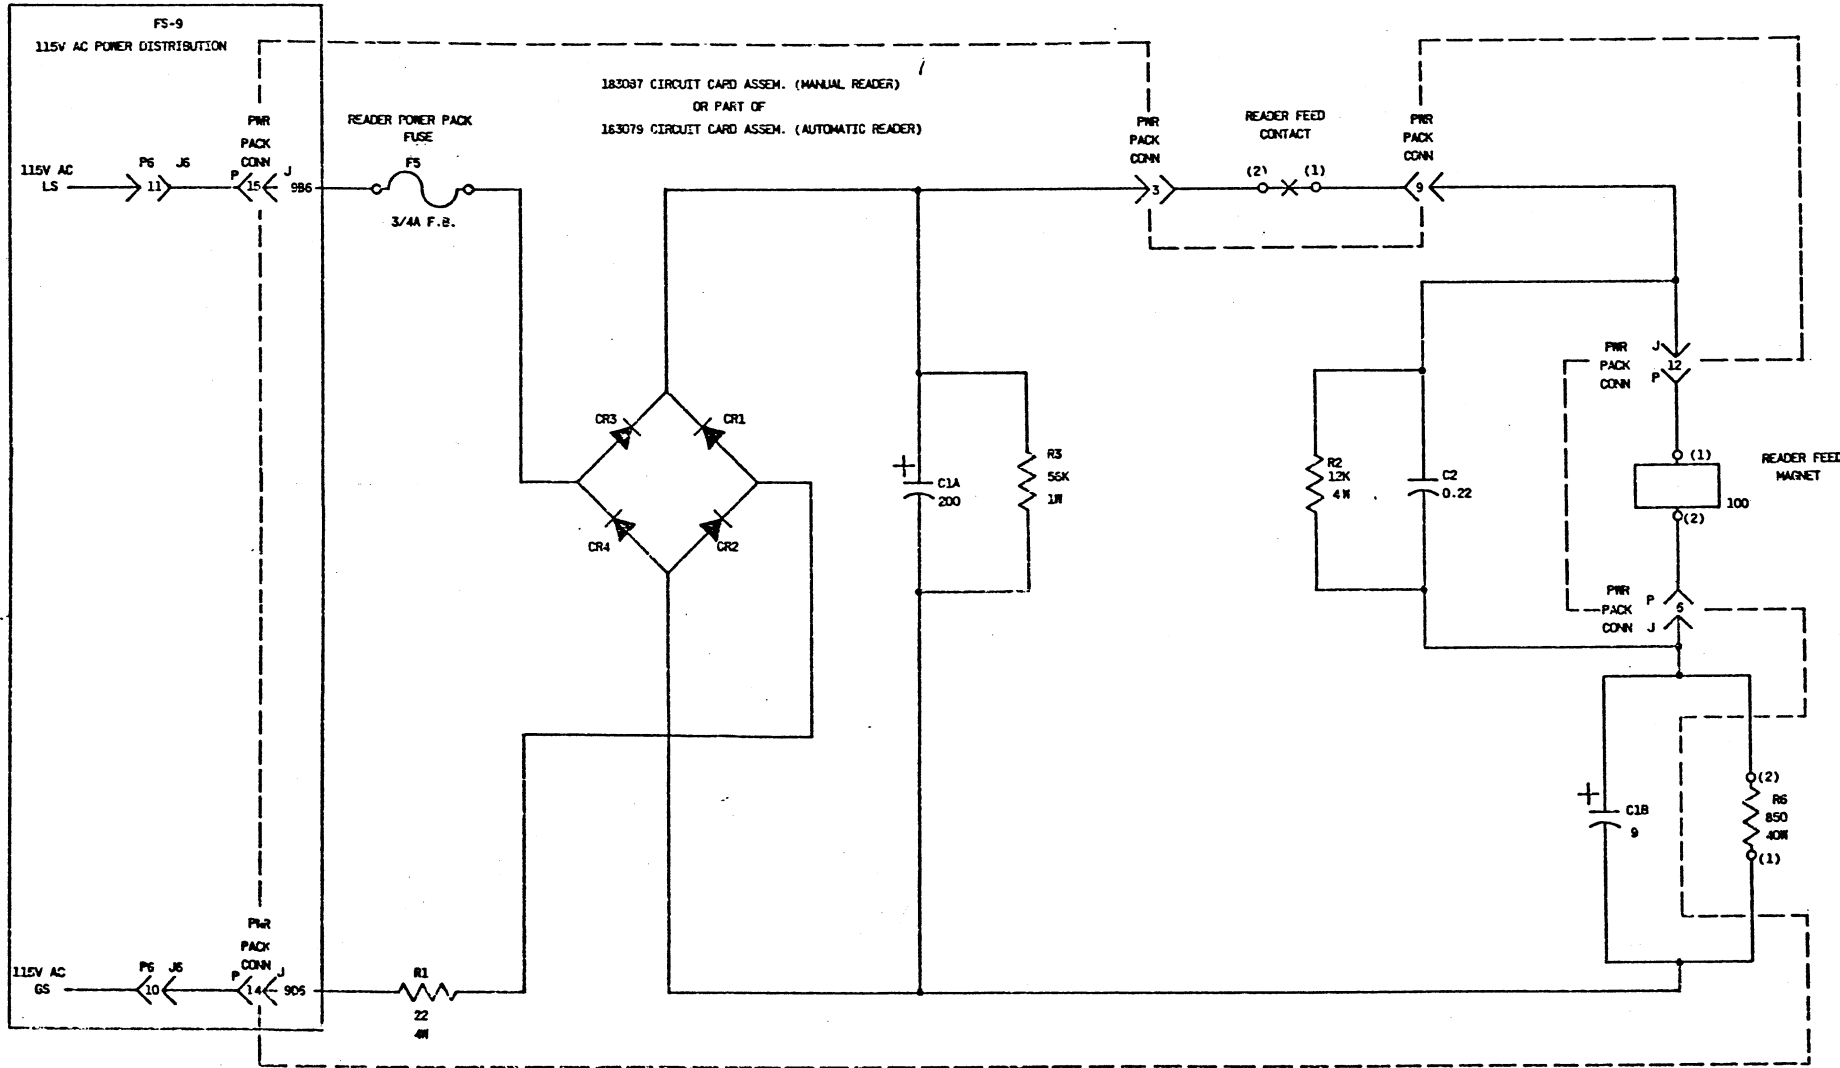 FS-9
115V AC POWER DISTRIBUTION
183087 CIRCUIT CARD ASSEM. (MANUAL READER)
OR PART OF
183079 CIRCUIT CARD ASSEM. (AUTOMATIC READER)
115V AC
LS
P6 J6
11
PWR
PACK
CONN
P J
15
9B6
READER POWER PACK
FUSE
F5
3/4A F.B.
PWR
PACK
CONN
3
READER FEED
CONTACT
(2) (1)
PWR
PACK
CONN
9
CR3
CR1
CR4
CR2
+
C1A
200
R3
56K
1W
R2
12K
4W
C2
0.22
PWR
PACK
CONN
J
12
P
(1)
READER FEED
MAGNET
100
(2)
PWR
PACK
CONN
P
6
J
+
C1B
9
(2)
R6
850
40W
(1)
115V AC
GS
P6 J6
10
PWR
PACK
CONN
P J
14
9D5
R1
22
4W